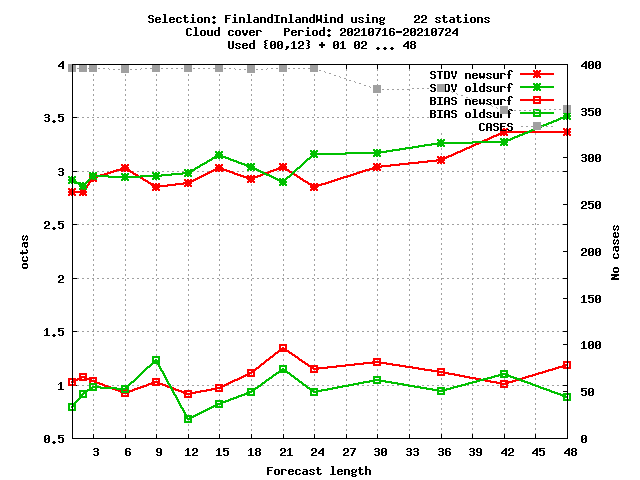 Selection: FinlandInlandWind using    22 stations
Cloud cover   Period: 20210716-20210724
Used {00,12} + 01 02 ... 48
STDV newsurf
STDV oldsurf
BIAS newsurf
BIAS oldsurf
CASES
4
3,5
3
2,5
2
1,5
1
0,5
octas
400
350
300
250
200
150
100
50
0
No cases
3 6 9 12 15 18 21 24 27 30 33 36 39 42 45 48
Forecast length